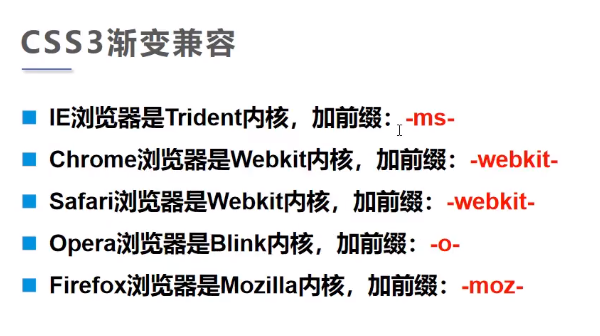 CSS3渐变兼容
IE浏览器是Trident内核，加前缀：-ms-
Chrome浏览器是Webkit内核，加前缀：-webkit-
Safari浏览器是Webkit内核，加前缀：-webkit-
Opera浏览器是Blink内核，加前缀：-o-
Firefox浏览器是Mozilla内核，加前缀：-moz-